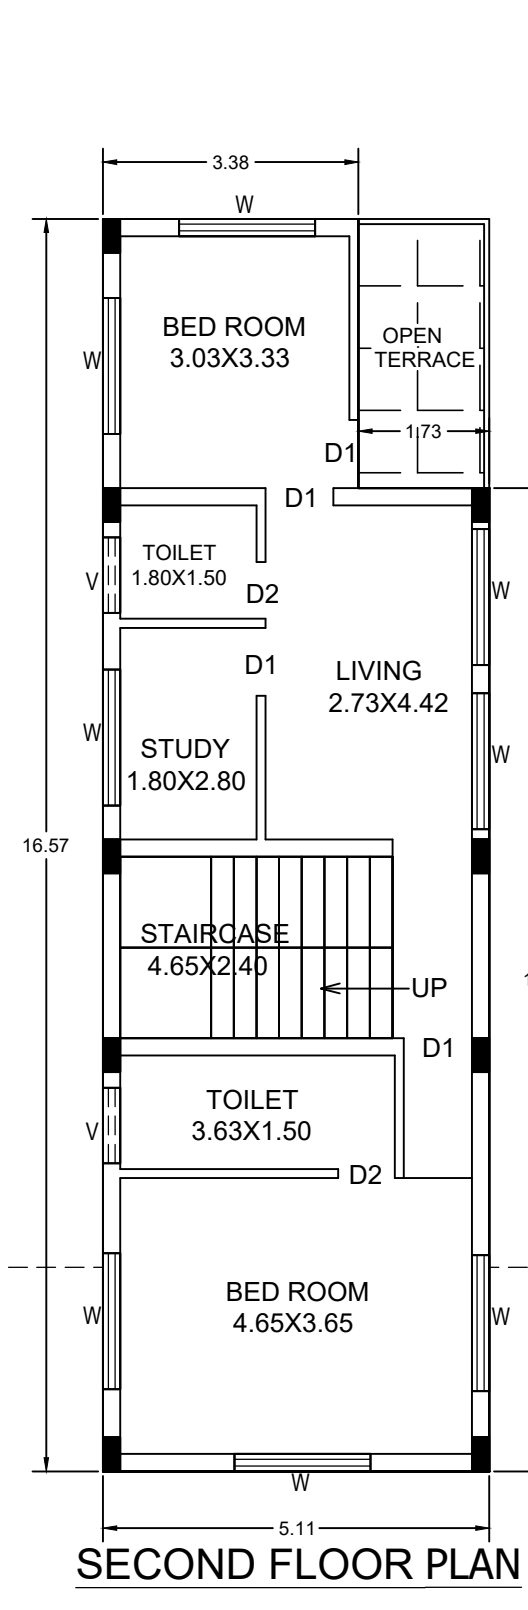 3.38
W
BED ROOM
3.03X3.33
W
OPEN
TERRACE
1.73
D1
D1
TOILET
1.80X1.50
V
D2
W
D1
LIVING
2.73X4.42
W
STUDY
1.80X2.80
W
16.57
STAIRCASE
4.65X2.40
UP
D1
TOILET
3.63X1.50
V
D2
BED ROOM
4.65X3.65
W
W
W
5.11
SECOND FLOOR PLAN